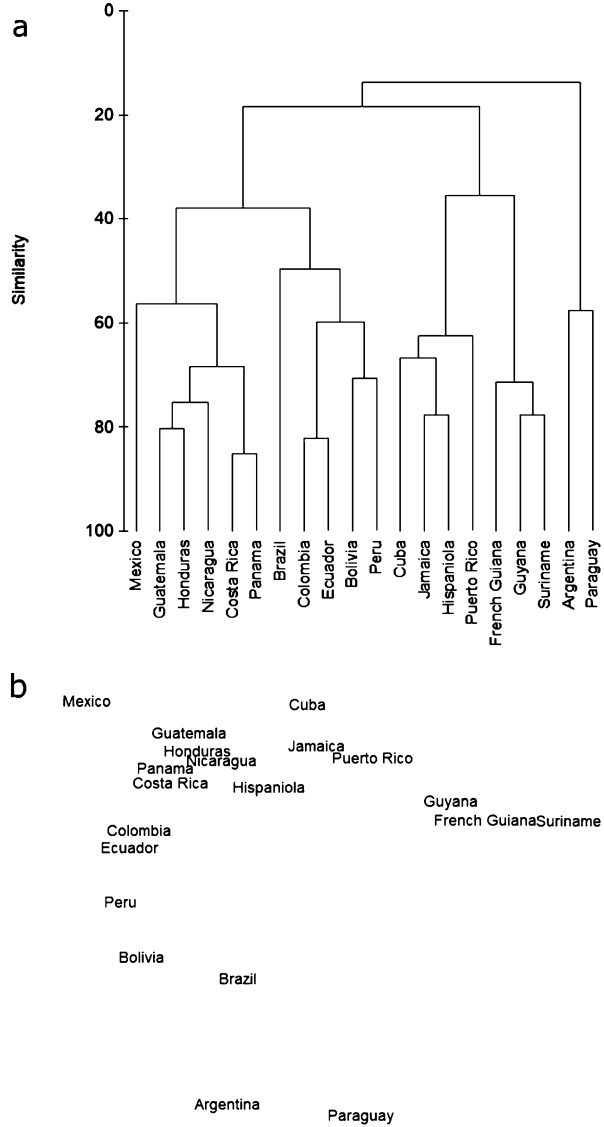 a
0
20
40
60
80
100
Similarity
Mexico
Guatemala
Honduras
Nicaragua
Costa Rica
Panama
Brazil
Colombia
Ecuador
Bolivia
Peru
Cuba
Jamaica
Hispaniola
Puerto Rico
French Guiana
Guyana
Suriname
Argentina
Paraguay
b
Mexico
Cuba
Guatemala
Jamaica
Honduras
Puerto Rico
Nicaragua
Panama
Costa Rica
Hispaniola
Guyana
French Guiana
Suriname
Colombia
Ecuador
Peru
Bolivia
Brazil
Argentina
Paraguay